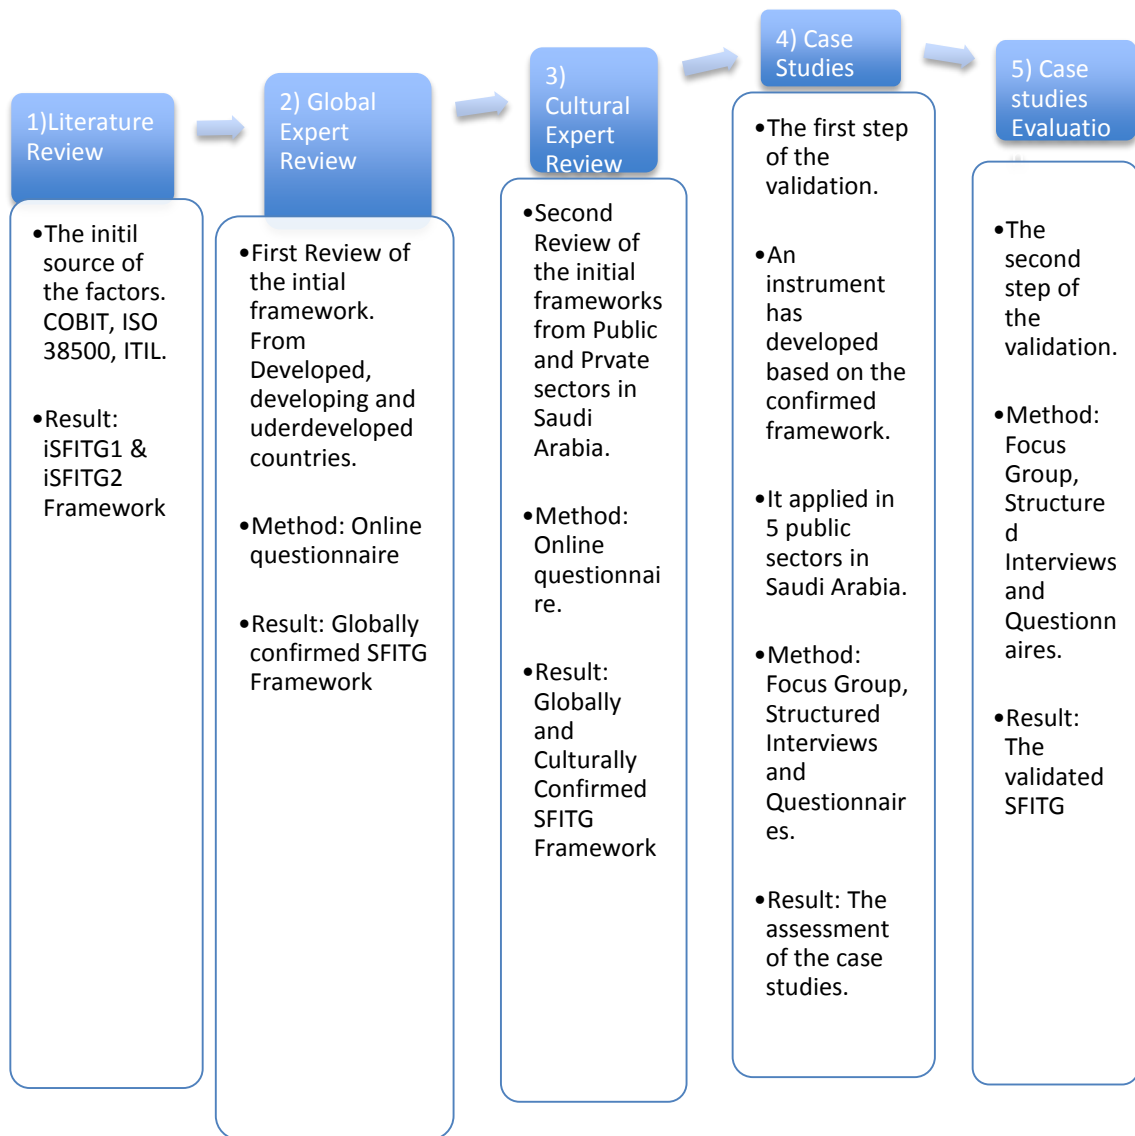 1)Literature
Review
•The initil
source of
the factors.
COBIT, ISO
38500, ITIL.
•Result:
iSFITG1 &
iSFITG2
Framework
2) Global
Expert
Review
•First Review of
the intial
framework.
From
Developed,
developing and
uderdeveloped
countries.
•Method: Online
questionnaire
•Result: Globally
confirmed SFITG
Framework
3)
Cultural
Expert
Review
•Second
Review of
the initial
frameworks
from Public
and Prvate
sectors in
Saudi
Arabia.
•Method:
Online
questionnai
re.
•Result:
Globally
and
Culturally
Confirmed
SFITG
Framework
4) Case
Studies
•The first step
of the
validation.
•An
instrument
has
developed
based on the
confirmed
framework.
•It applied in
5 public
sectors in
Saudi Arabia.
•Method:
Focus Group,
Structured
Interviews
and
Questionnair
es.
•Result: The
assessment
of the case
studies.
5) Case
studies
Evaluatio
•The
second
step of
the
validation.
•Method:
Focus
Group,
Structure
d
Interviews
and
Questionn
aires.
•Result:
The
validated
SFITG